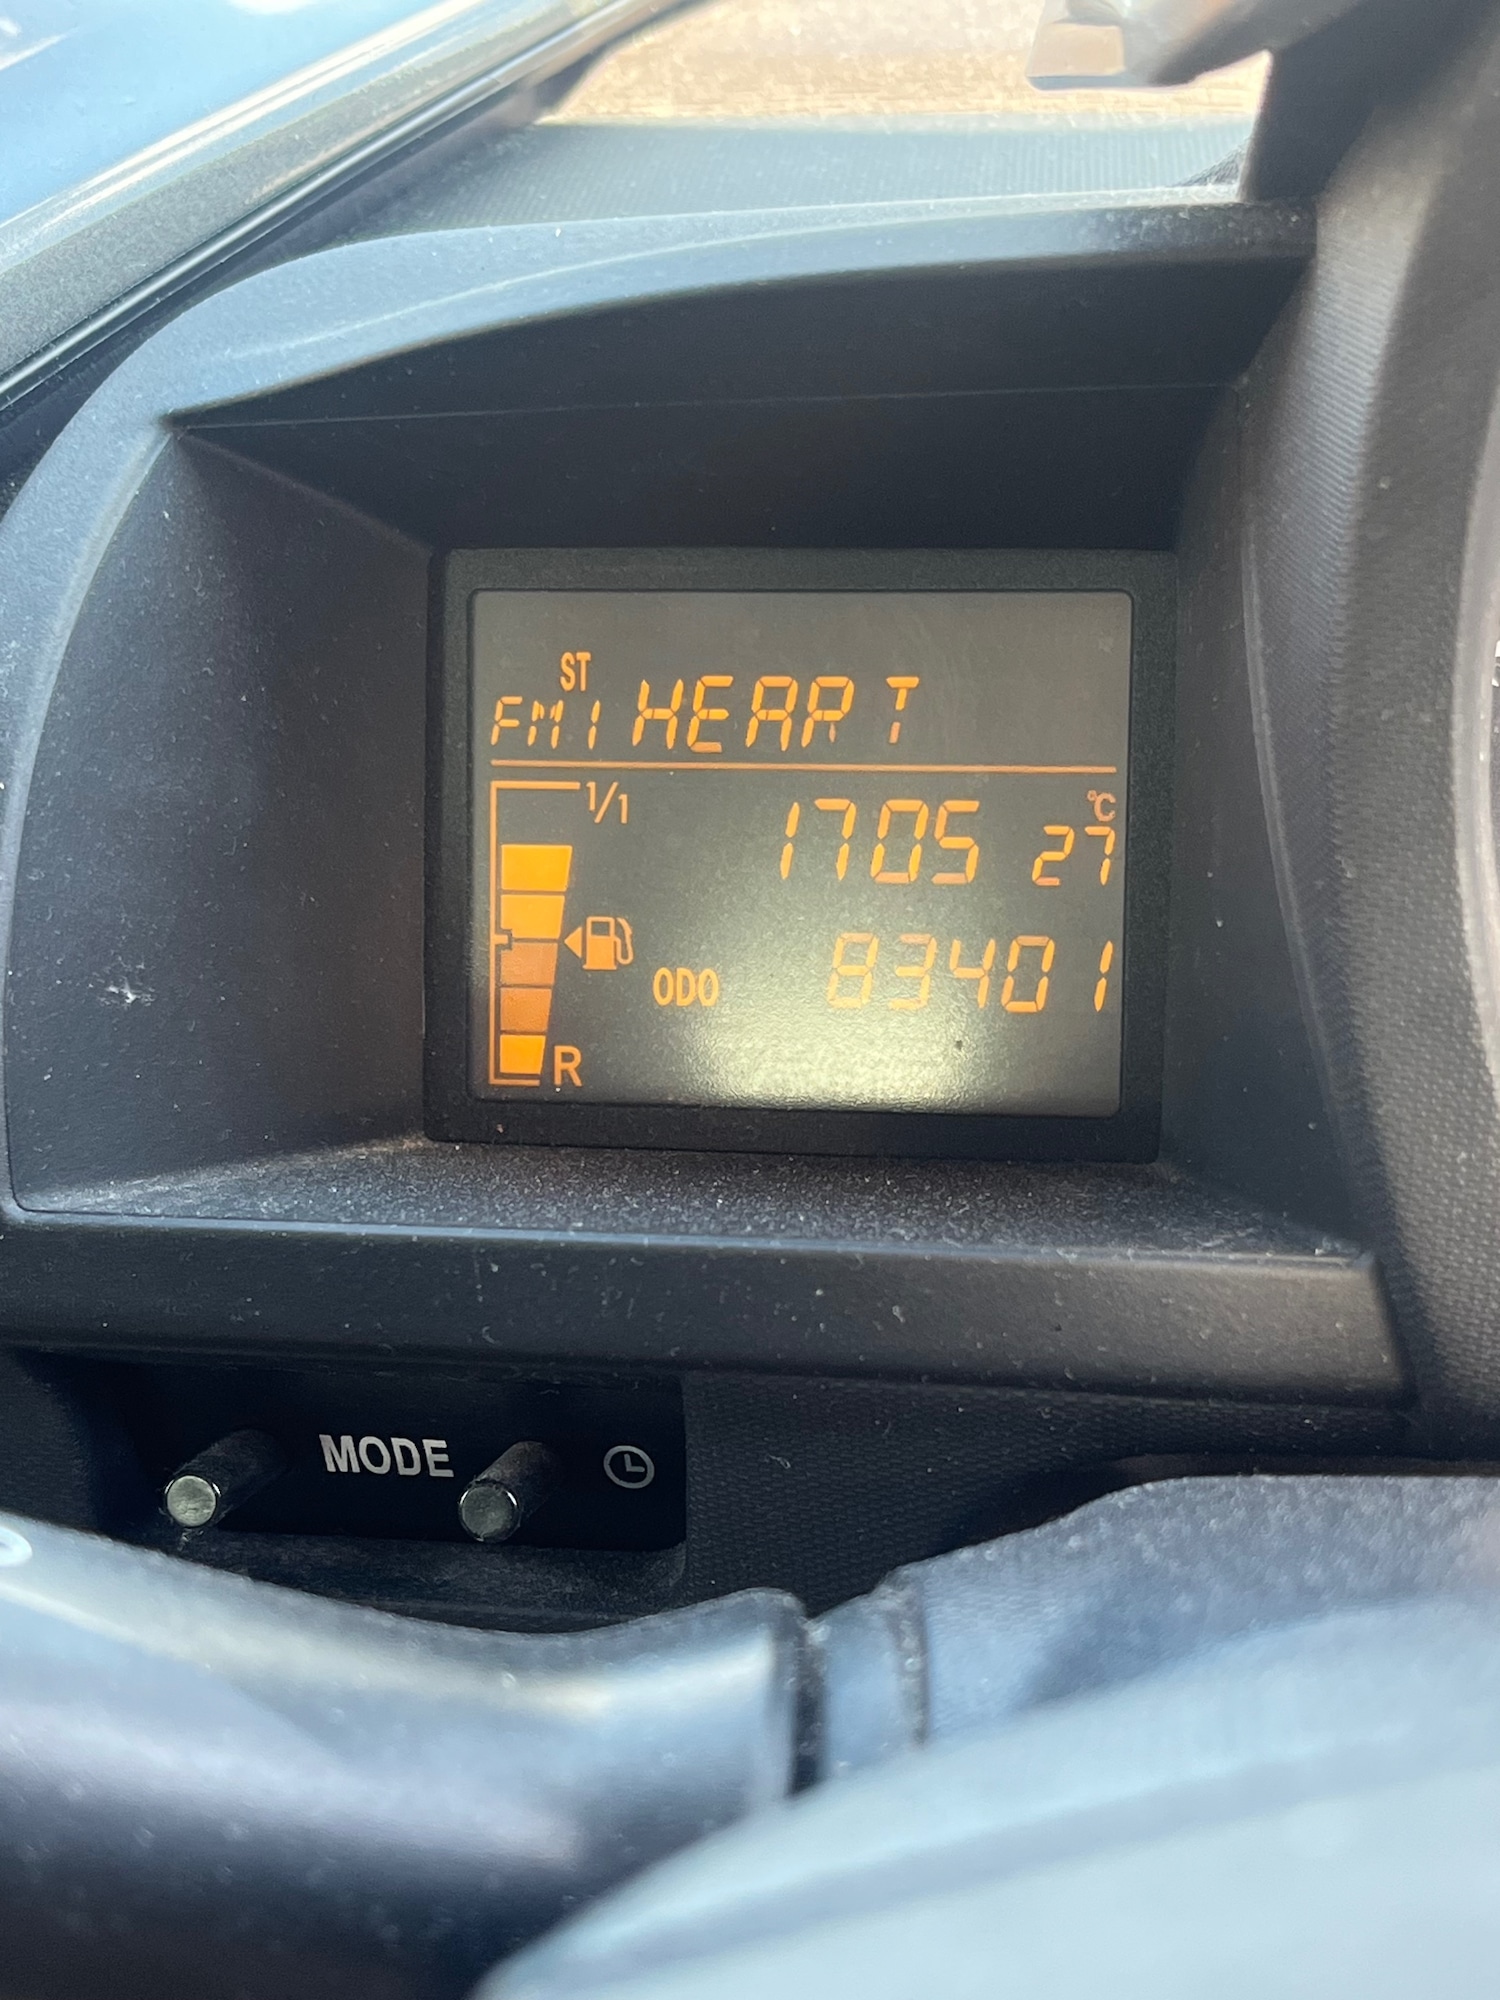 ST
FM1 HEART
1/1
1705 27 °C
ODO 83401
R
MODE